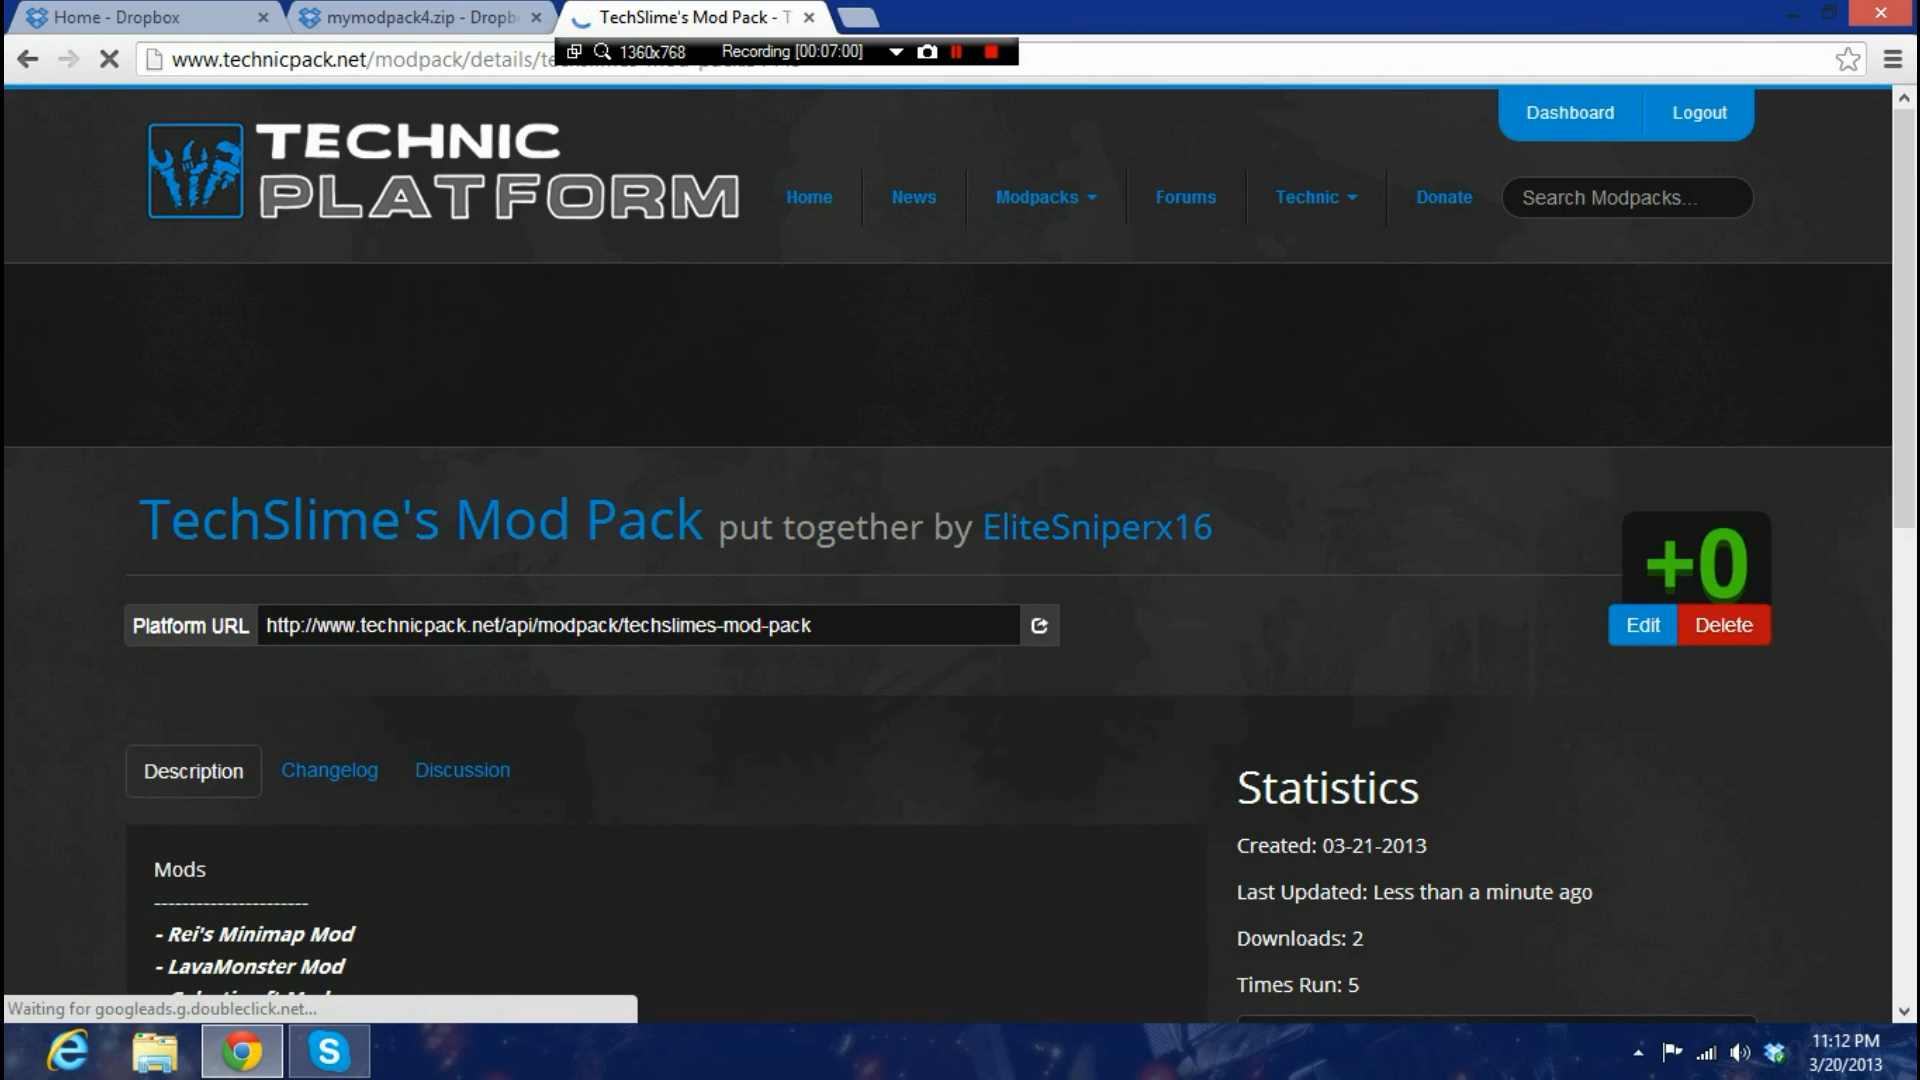 Home - Dropbox
mymodpack4.zip - Dropb
TechSlime's Mod Pack - T
www.technicpack.net/modpack/details/te
1360x768
Recording [00:07:00]
Dashboard
Logout
TECHNIC
PLATFORM
Home
News
Modpacks
Forums
Technic
Donate
Search Modpacks...
TechSlime's Mod Pack put together by EliteSniperx16
+0
Platform URL
http://www.technicpack.net/api/modpack/techslimes-mod-pack
Edit
Delete
Description
Changelog
Discussion
Statistics
Created: 03-21-2013
Last Updated: Less than a minute ago
Downloads: 2
Times Run: 5
Mods
----------------------
- Rei's Minimap Mod
- LavaMonster Mod
Waiting for googleads.g.doubleclick.net...
11:12 PM
3/20/2013